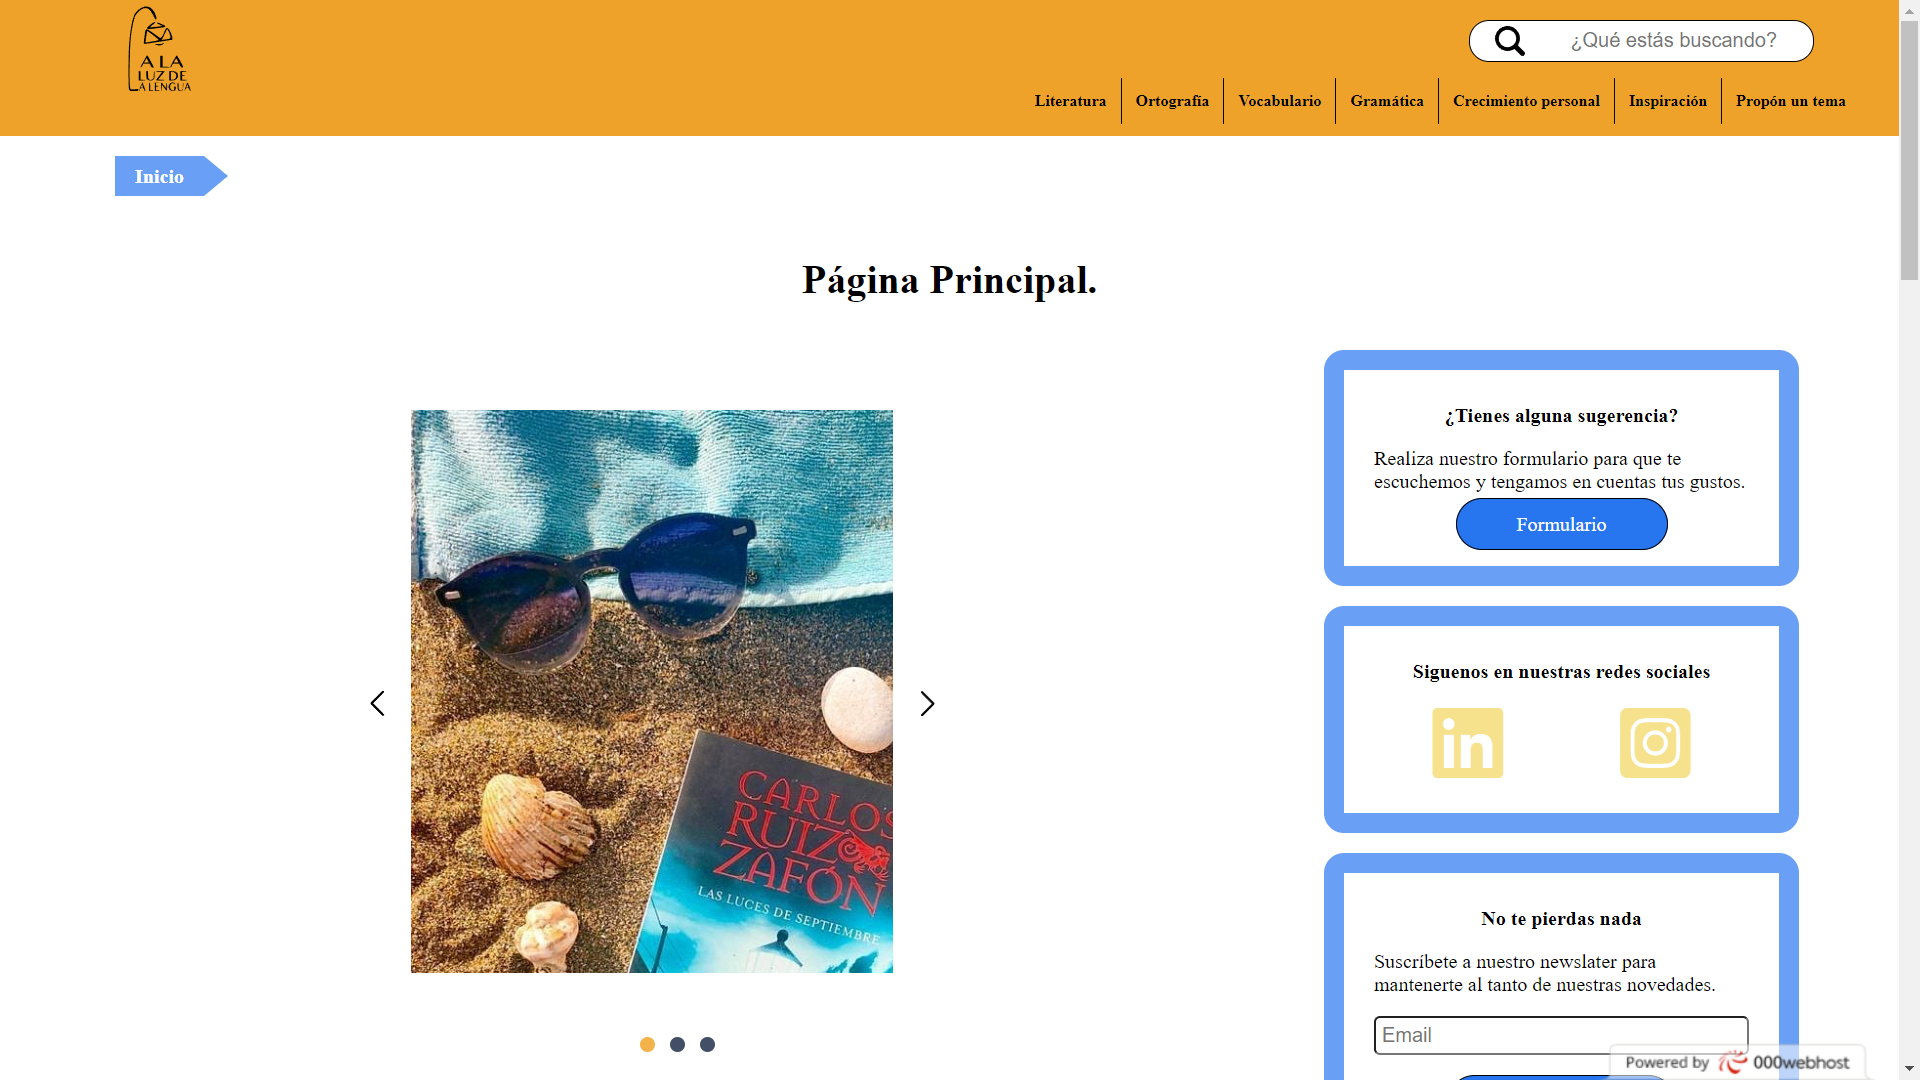 A LA
LUZ DE
LA LENGUA
¿Qué estás buscando?
Literatura
Ortografía
Vocabulario
Gramática
Crecimiento personal
Inspiración
Propón un tema
Inicio
Página Principal.
CARLOS
RUIZ
ZAFÓN
LAS LUCES DE SEPTIEMBRE
¿Tienes alguna sugerencia?
Realiza nuestro formulario para que te
escuchemos y tengamos en cuentas tus gustos.
Formulario
Siguenos en nuestras redes sociales
in
No te pierdas nada
Suscríbete a nuestro newslater para
mantenerte al tanto de nuestras novedades.
Email
Powered by 000webhost